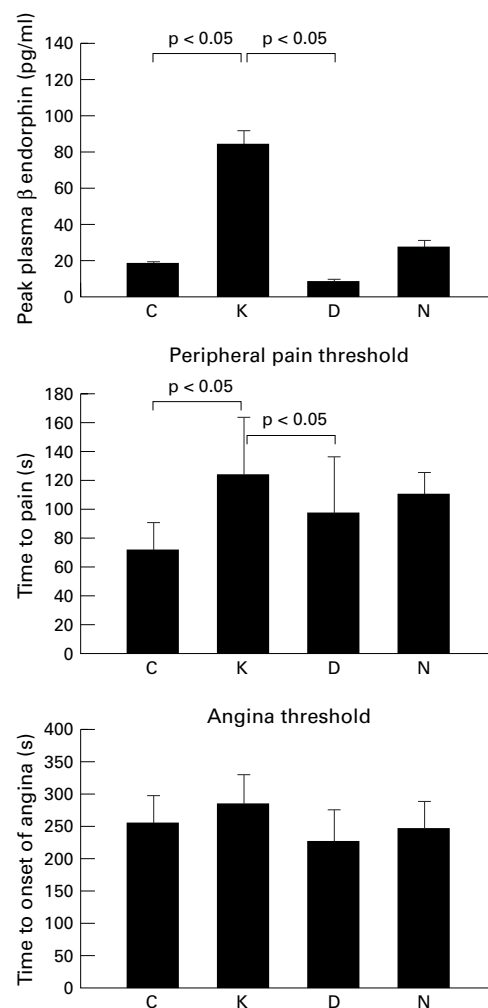 Peak plasma β endorphin (pg/ml)
140
120
100
80
60
40
20
0
p < 0.05
p < 0.05
C K D N
Peripheral pain threshold
Time to pain (s)
180
160
140
120
100
80
60
40
20
0
p < 0.05
p < 0.05
C K D N
Angina threshold
Time to onset of angina (s)
400
350
300
250
200
150
100
50
0
C K D N